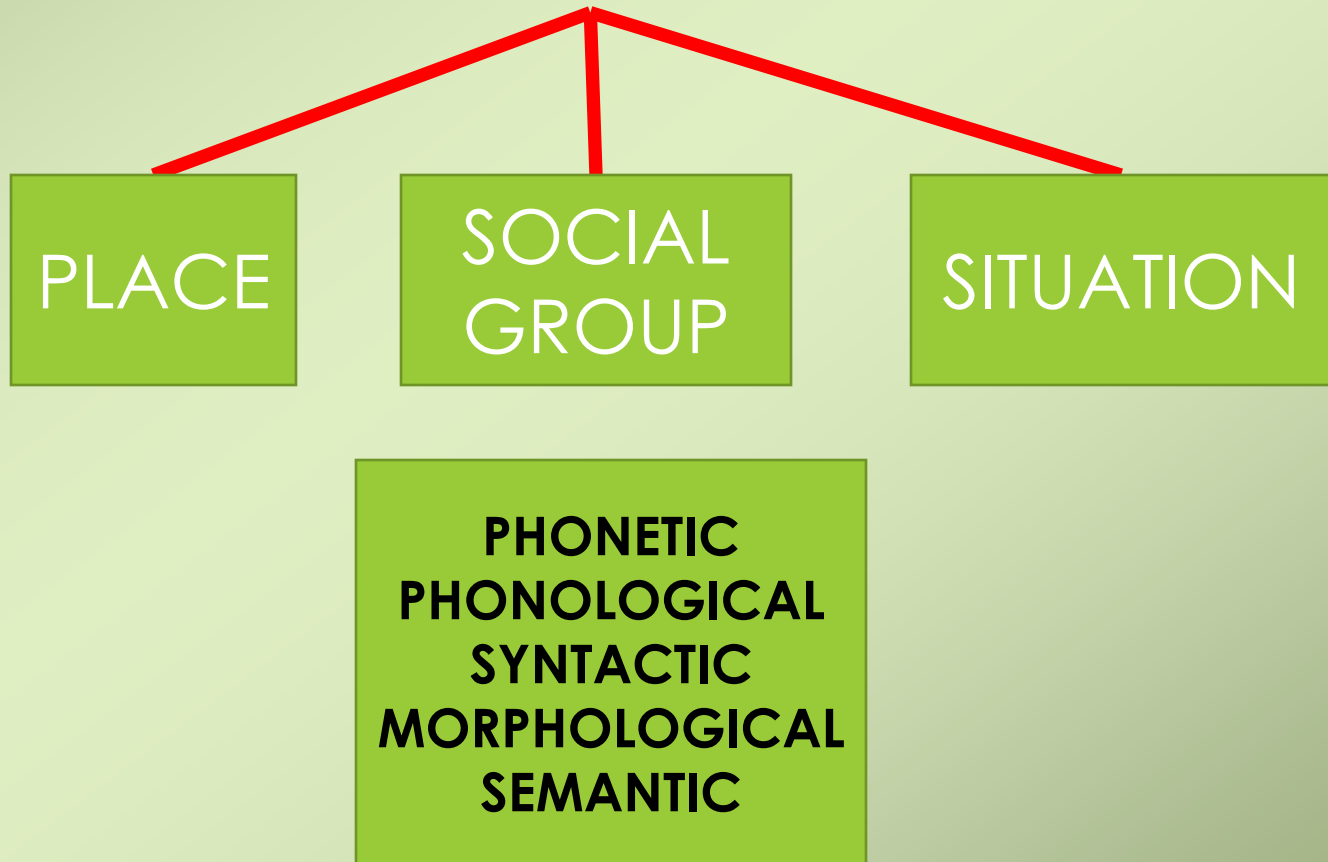 PLACE
SOCIAL
GROUP
SITUATION
PHONETIC
PHONOLOGICAL
SYNTACTIC
MORPHOLOGICAL
SEMANTIC